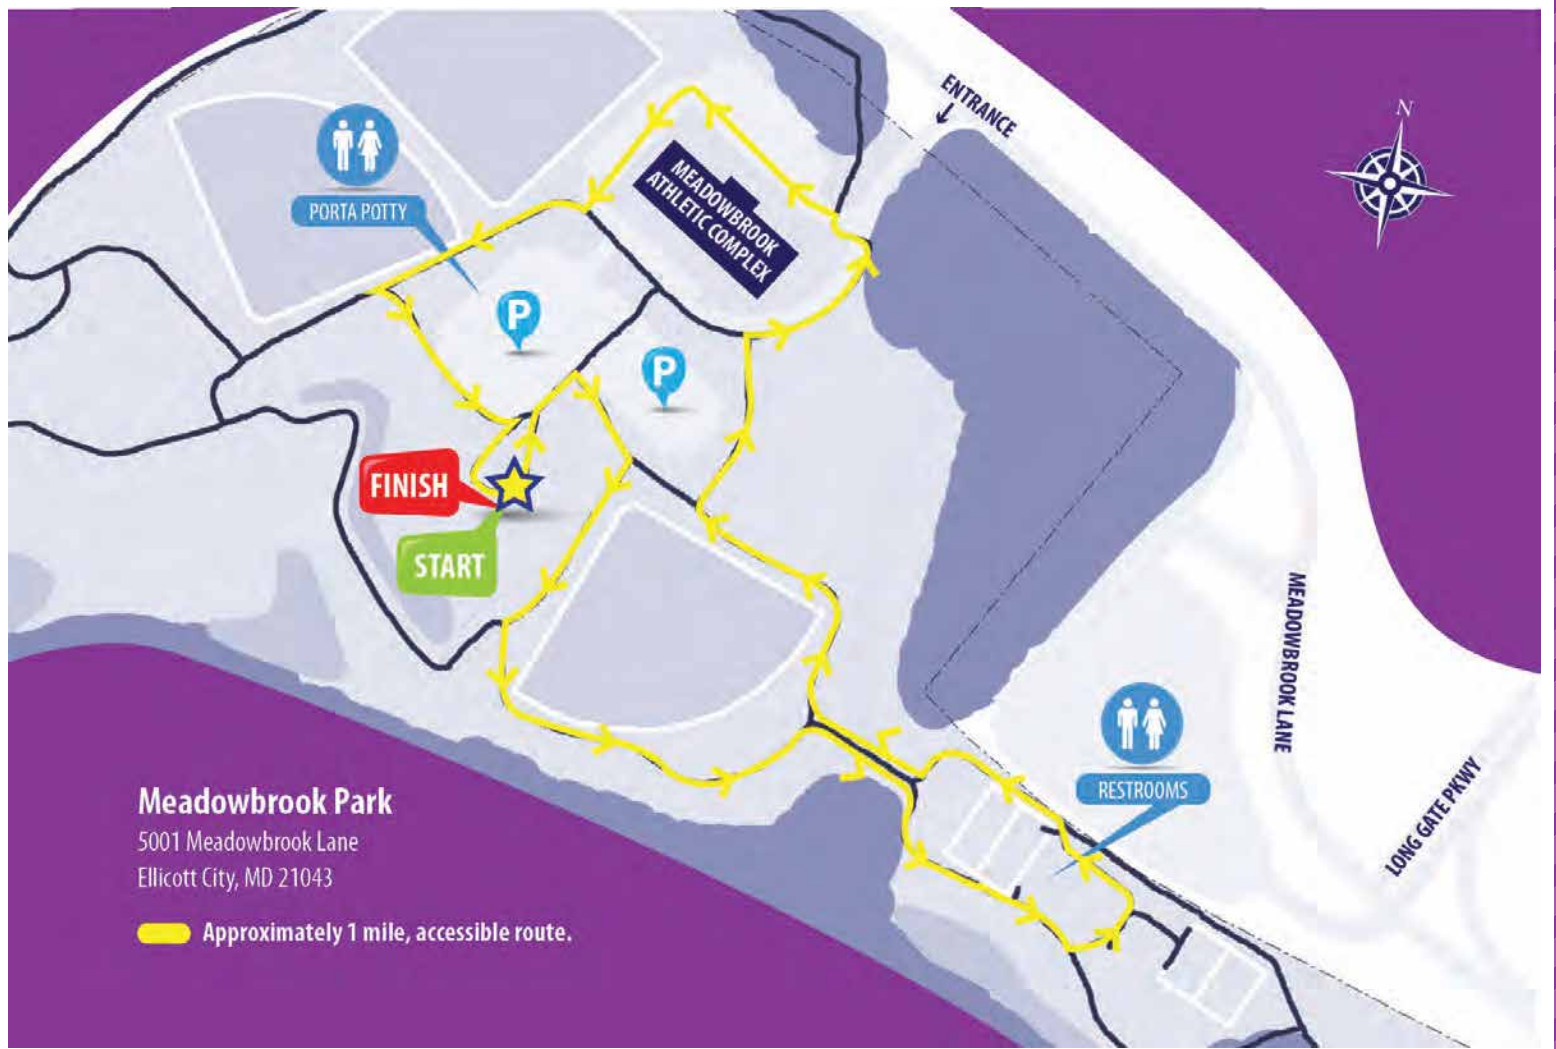 ENTRANCE
N
PORTA POTTY
MEADOWBROOK
ATHLETIC COMPLEX
P
P
FINISH
START
MEADOWBROOK LANE
RESTROOMS
LONG GATE PKWY
Meadowbrook Park
5001 Meadowbrook Lane
Ellicott City, MD 21043
Approximately 1 mile, accessible route.